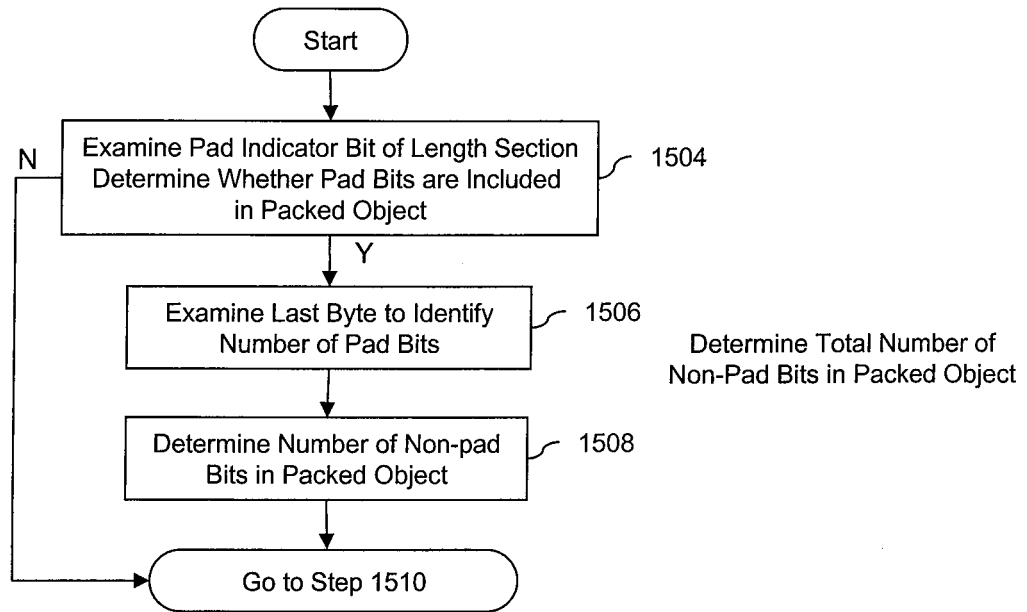 Start
Examine Pad Indicator Bit of Length Section
Determine Whether Pad Bits are Included
in Packed Object
1504
N
Y
Examine Last Byte to Identify
Number of Pad Bits
1506
Determine Total Number of
Non-Pad Bits in Packed Object
Determine Number of Non-pad
Bits in Packed Object
1508
Go to Step 1510